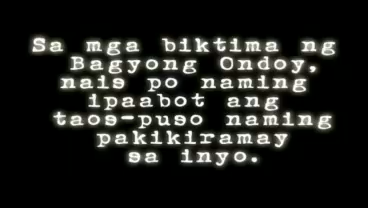 Sa mga biktima ng
Bagyong Ondoy,
nais po naming
ipaabot ang
taos-puso naming
pakikiramay
sa inyo.